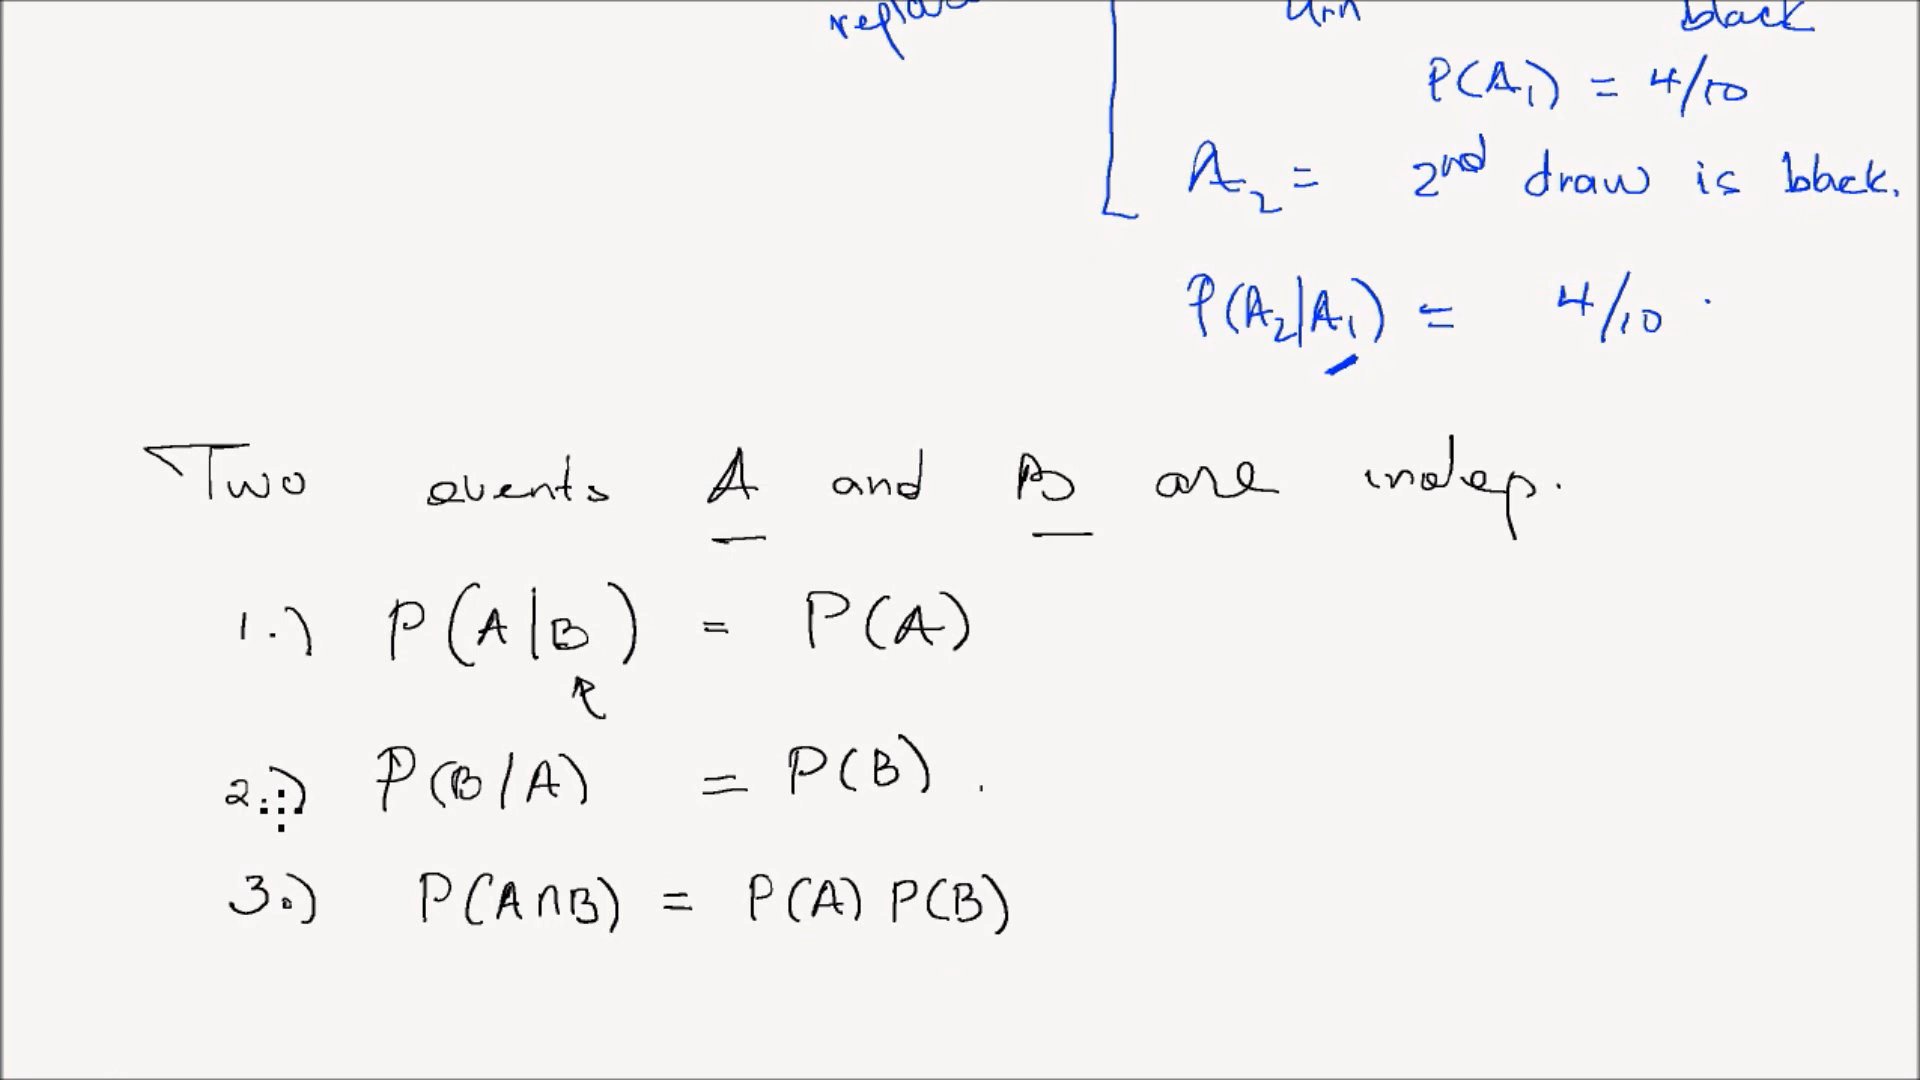 Urn black
P(A₁) = 4/10
A₂ = 2nd draw is black.
P(A₂|A₁) = 4/10 .
Two events A and B are indep.
1.) P(A|B) = P(A)
2.) P(B/A) = P(B) .
3.) P(A∩B) = P(A) P(B)